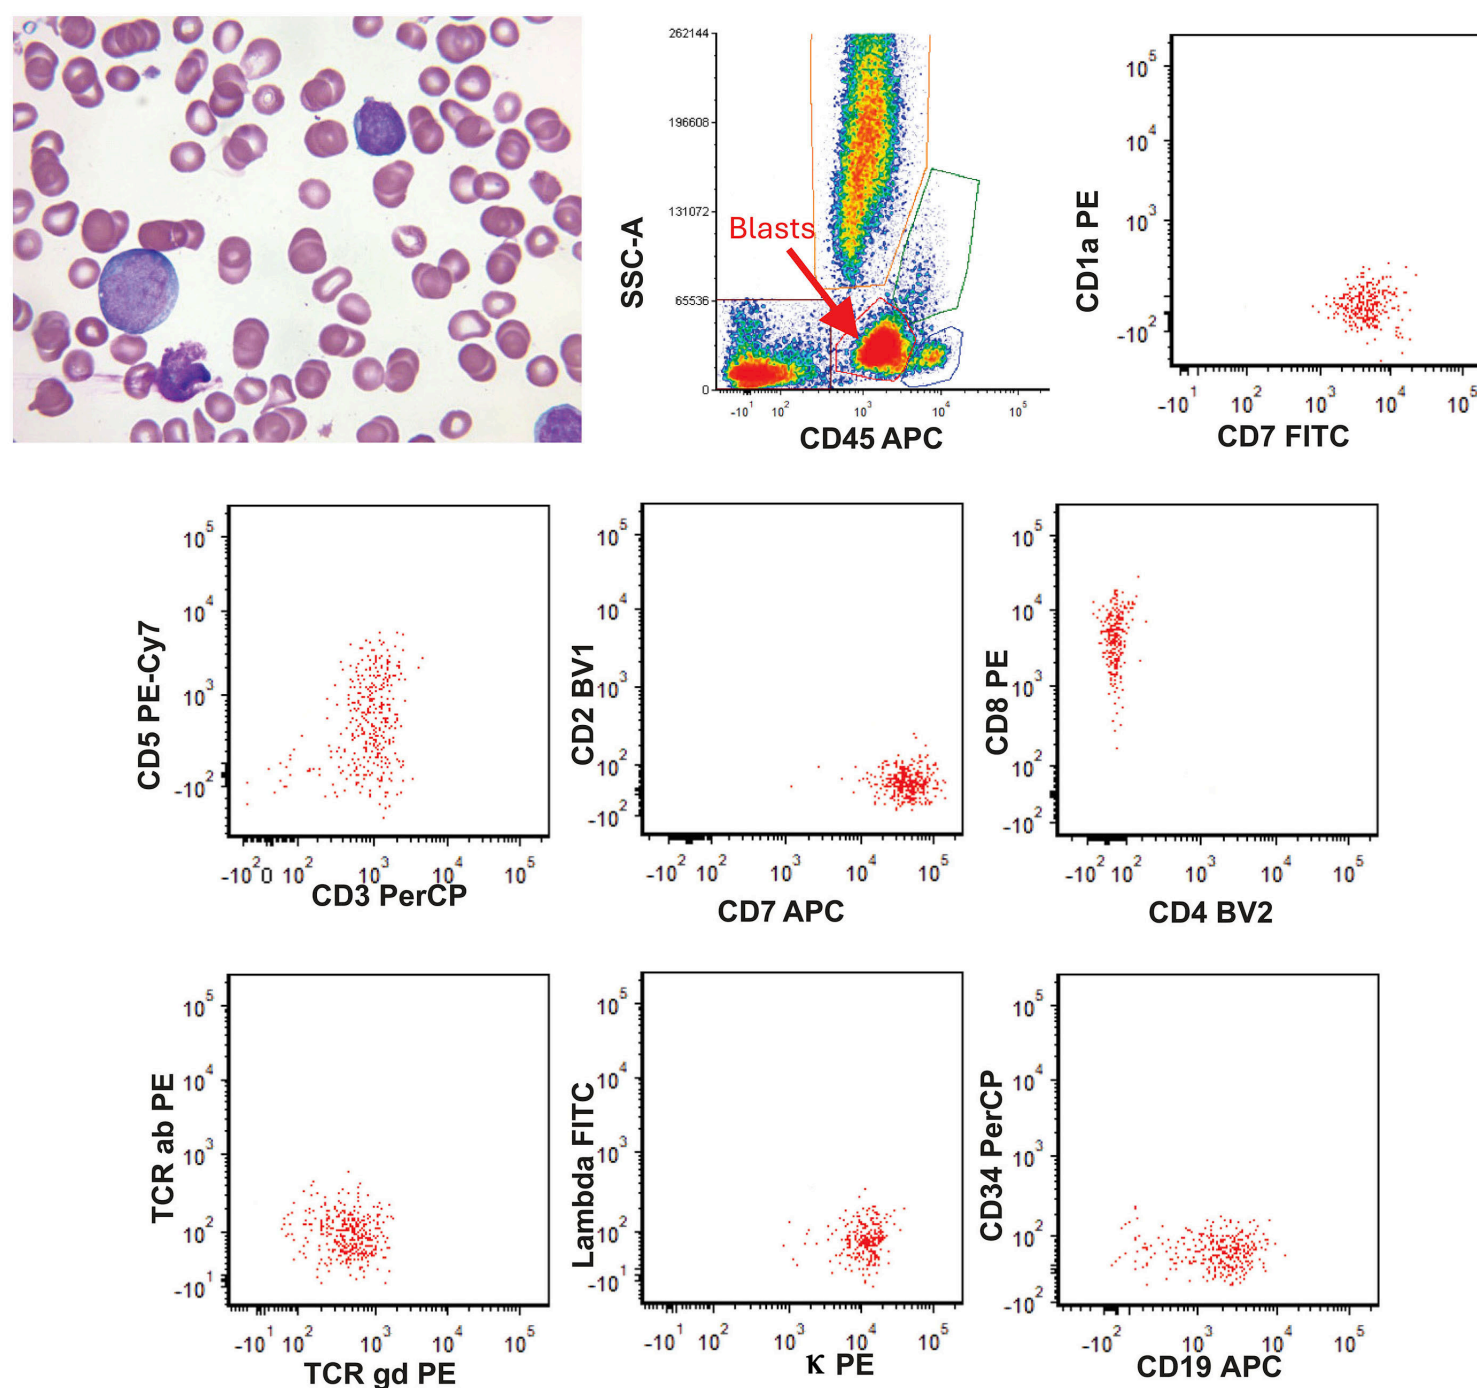 262144
196608
131072
65536
0
SSC-A
Blasts
-10¹ 10² 10³ 10⁴ 10⁵
CD45 APC
10⁵
10⁴
10³
-10²
CD1a PE
-10¹ 10² 10³ 10⁴ 10⁵
CD7 FITC
10⁵
10⁴
10³
-10²
CD5 PE-Cy7
-10² 0 10² 10³ 10⁴ 10⁵
CD3 PerCP
10⁵
10⁴
10³
10²
-10²
CD2 BV1
-10² 10² 10³ 10⁴ 10⁵
CD7 APC
10⁵
10⁴
10³
10²
-10²
CD8 PE
-10² 10² 10³ 10⁴ 10⁵
CD4 BV2
10⁵
10⁴
10³
10²
-10¹
TCR ab PE
-10¹ 10² 10³ 10⁴ 10⁵
TCR gd PE
10⁵
10⁴
10³
10²
-10¹
Lambda FITC
-10¹ 10² 10³ 10⁴ 10⁵
κ PE
10⁵
10⁴
10³
10²
-10²
CD34 PerCP
-10² 10³ 10⁴ 10⁵
CD19 APC